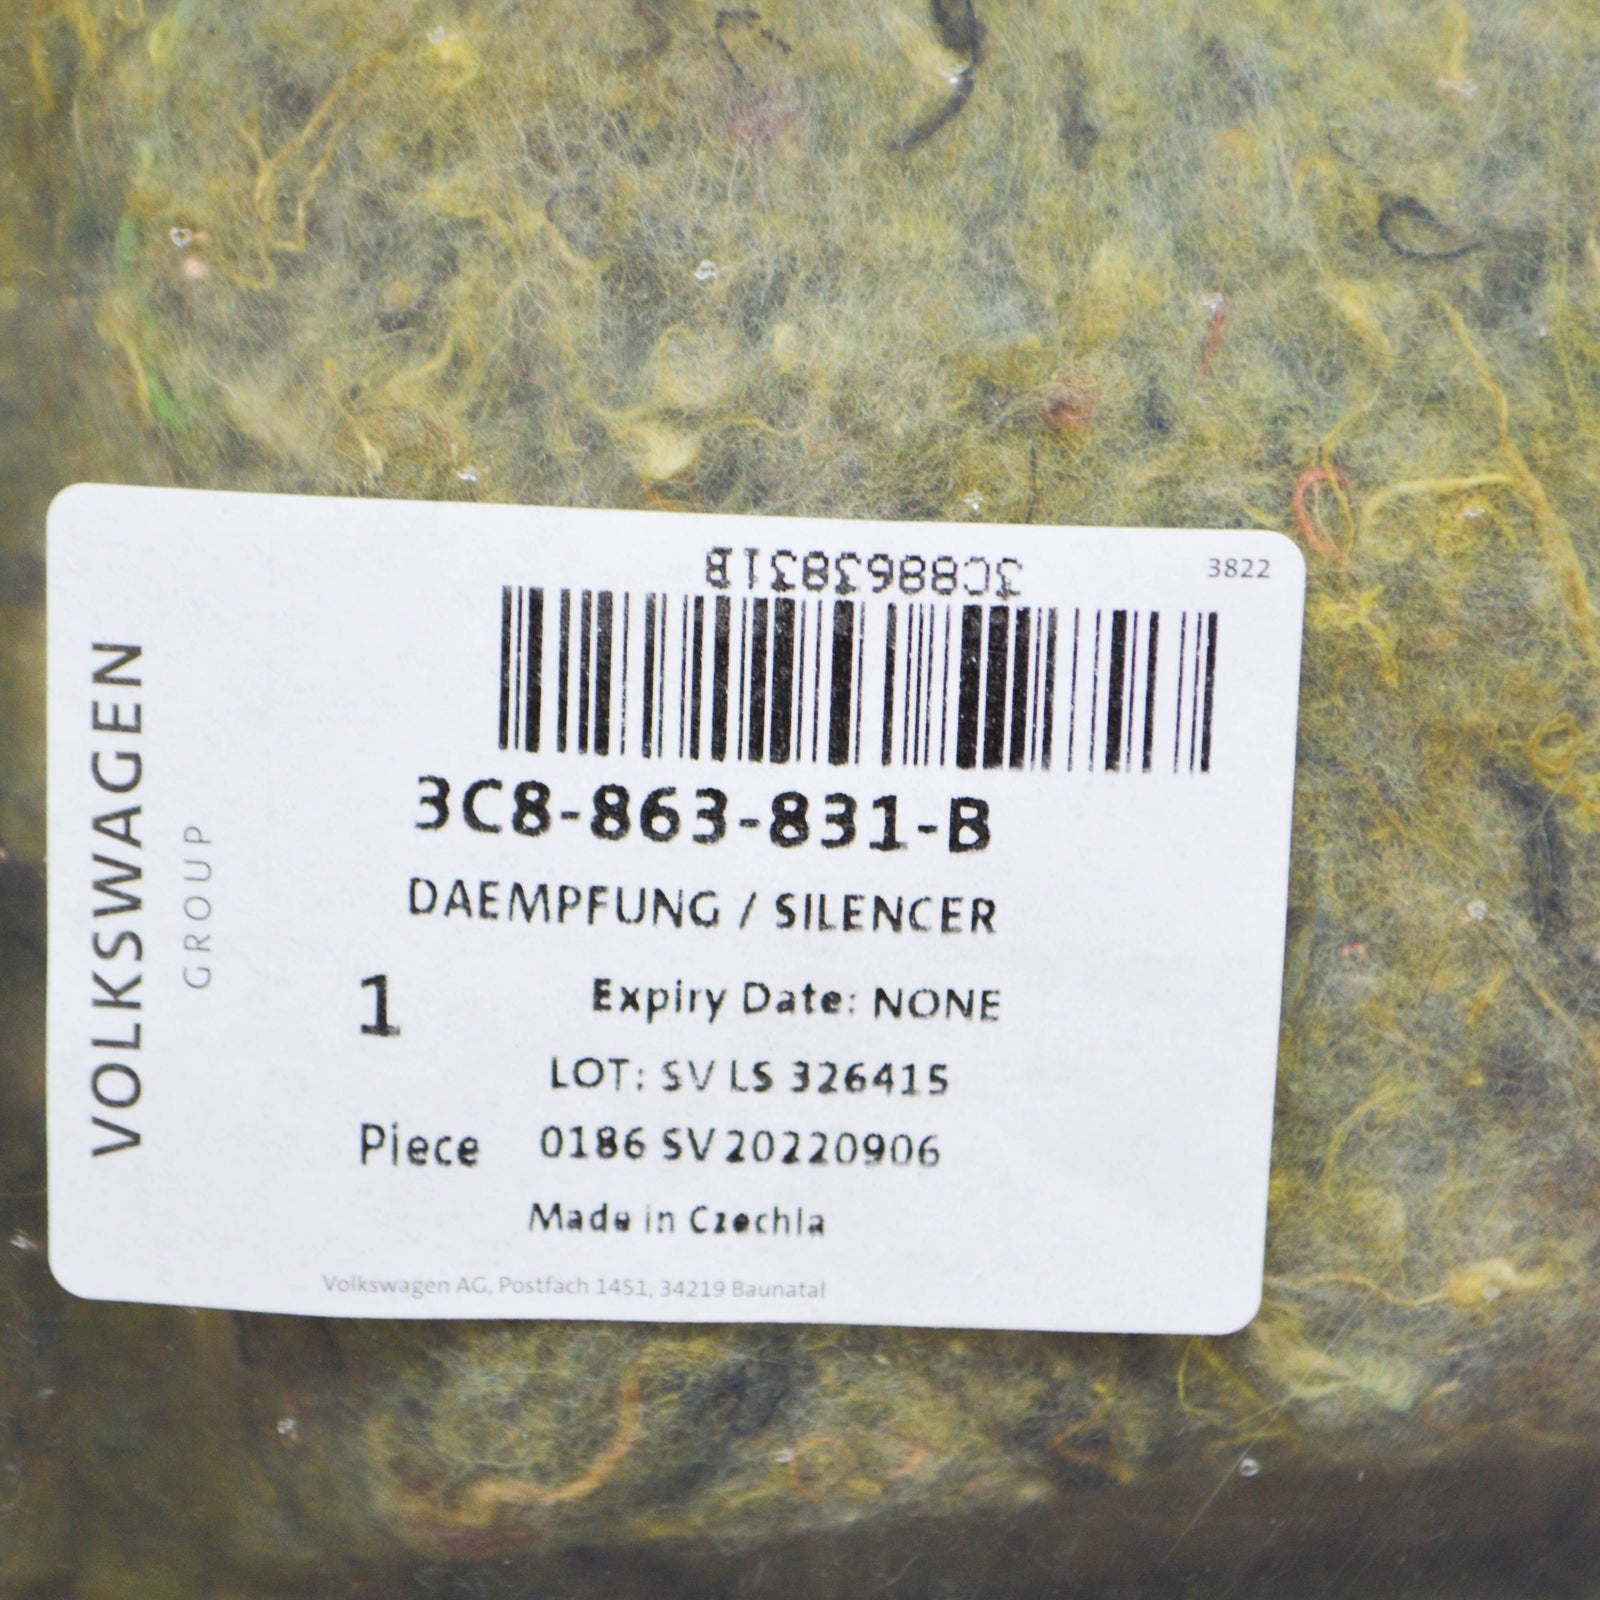 VOLKSWAGEN
GROUP
3C8863831B
3822
3C8-863-831-B
DAEMPFUNG / SILENCER
1
Expiry Date: NONE
LOT: SV LS 326415
Piece 0186 SV 20220906
Made in Czechia
Volkswagen AG, Postfach 1451, 34219 Baunatal